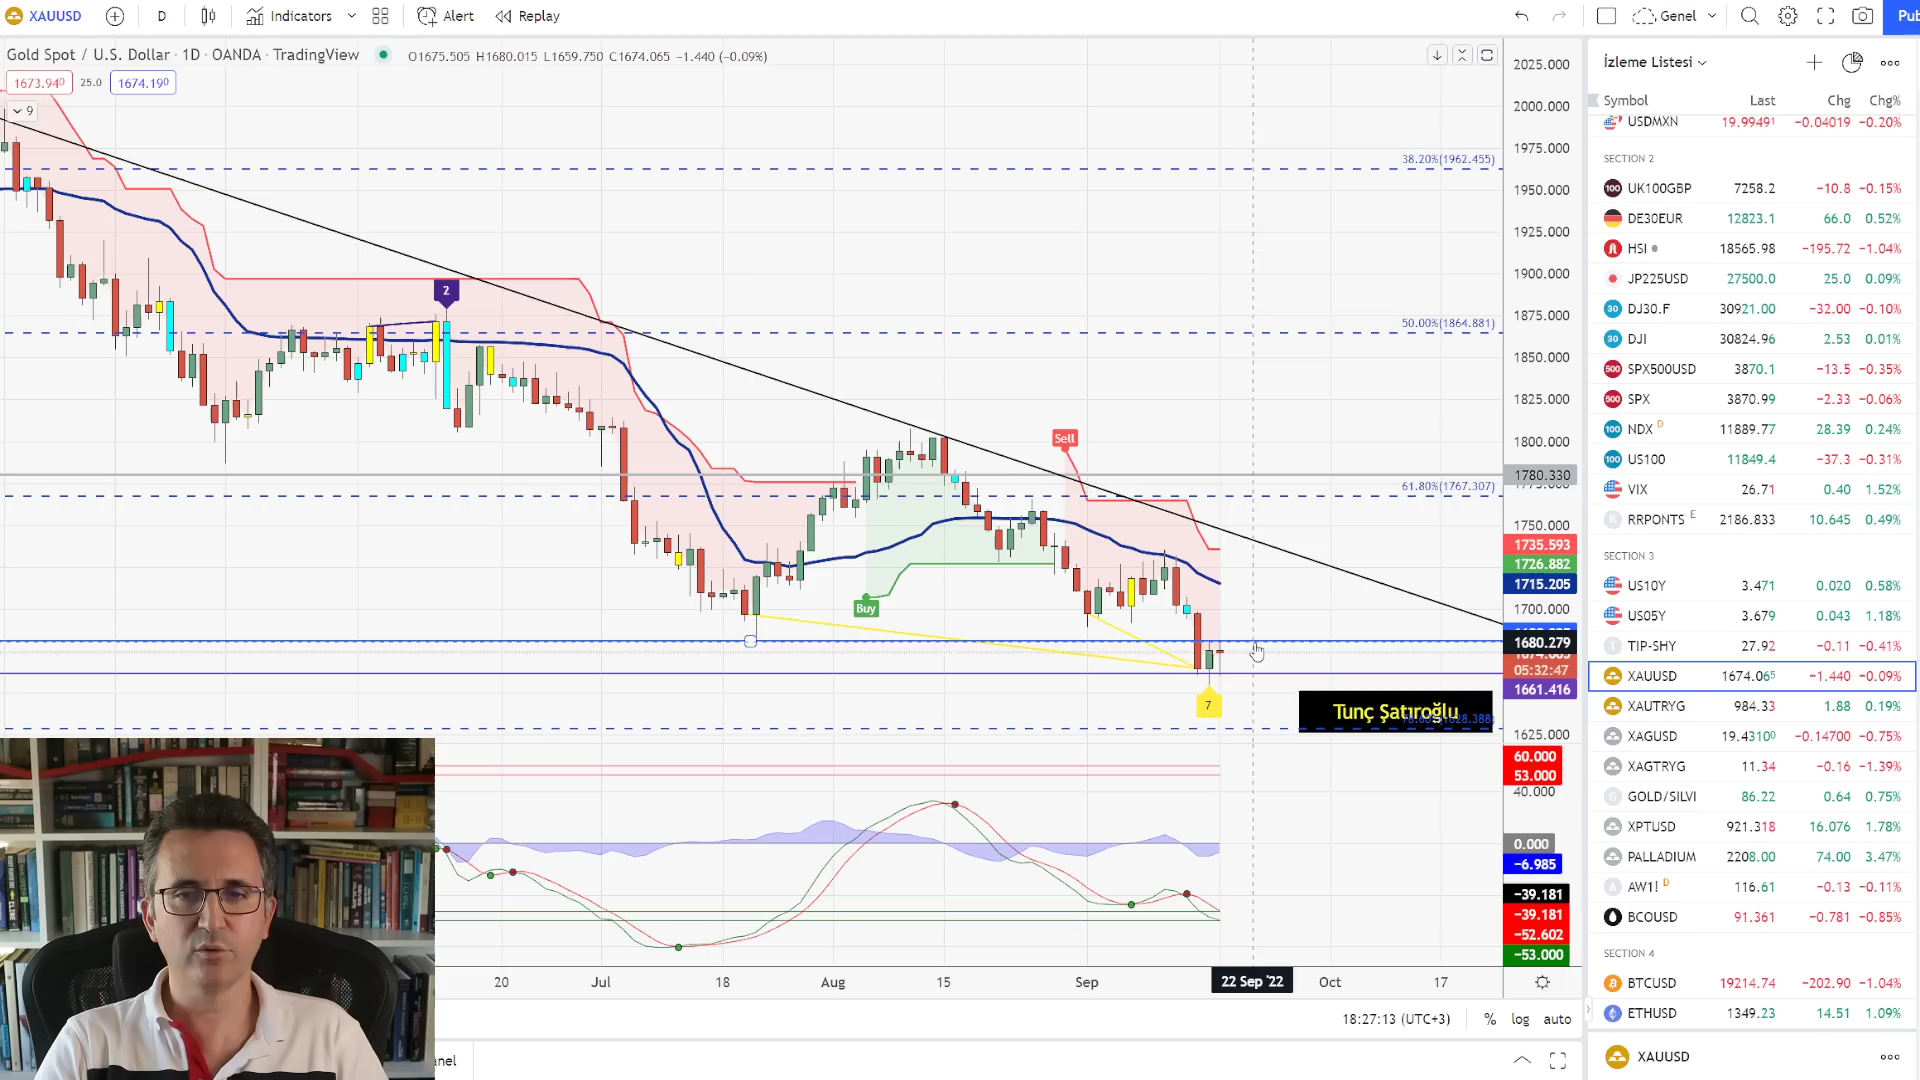 XAUUSD D Indicators Alert Replay Genel Pub
Gold Spot / U.S. Dollar · 1D · OANDA · TradingView O1675.505 H1680.015 L1659.750 C1674.065 −1.440 (−0.09%)
1673.940 25.0 1674.190
9
2
38.20%(1962.455)
50.00%(1864.881)
61.80%(1767.307)
Sell
Buy
7
Tunç Şatıroğlu
2025.000
2000.000
1975.000
1950.000
1925.000
1900.000
1875.000
1850.000
1825.000
1800.000
1780.330
1750.000
1735.593
1726.882
1715.205
1700.000
1680.279
05:32:47
1661.416
1625.000
60.000
53.000
40.000
0.000
−6.985
−39.181
−39.181
−52.602
−53.000
20 Jul 18 Aug 15 Sep 22 Sep '22 Oct 17
18:27:13 (UTC+3) % log auto
nel
İzleme Listesi
Symbol Last Chg Chg%
USDMXN 19.99491 −0.04019 −0.20%
SECTION 2
100 UK100GBP 7258.2 −10.8 −0.15%
DE30EUR 12823.1 66.0 0.52%
HSI 18565.98 −195.72 −1.04%
JP225USD 27500.0 25.0 0.09%
30 DJ30.F 30921.00 −32.00 −0.10%
30 DJI 30824.96 2.53 0.01%
500 SPX500USD 3870.1 −13.5 −0.35%
500 SPX 3870.99 −2.33 −0.06%
100 NDX D 11889.77 28.39 0.24%
100 US100 11849.4 −37.3 −0.31%
VIX 26.71 0.40 1.52%
R RRPONTS E 2186.833 10.645 0.49%
SECTION 3
US10Y 3.471 0.020 0.58%
US05Y 3.679 0.043 1.18%
I TIP-SHY 27.92 −0.11 −0.41%
XAUUSD 1674.065 −1.440 −0.09%
XAUTRYG 984.33 1.88 0.19%
XAGUSD 19.43100 −0.14700 −0.75%
XAGTRYG 11.34 −0.16 −1.39%
G GOLD/SILVI 86.22 0.64 0.75%
XPTUSD 921.318 16.076 1.78%
PALLADIUM 2208.00 74.00 3.47%
A AW1! D 116.61 −0.13 −0.11%
BCOUSD 91.361 −0.781 −0.85%
SECTION 4
BTCUSD 19214.74 −202.90 −1.04%
ETHUSD 1349.23 14.51 1.09%
XAUUSD